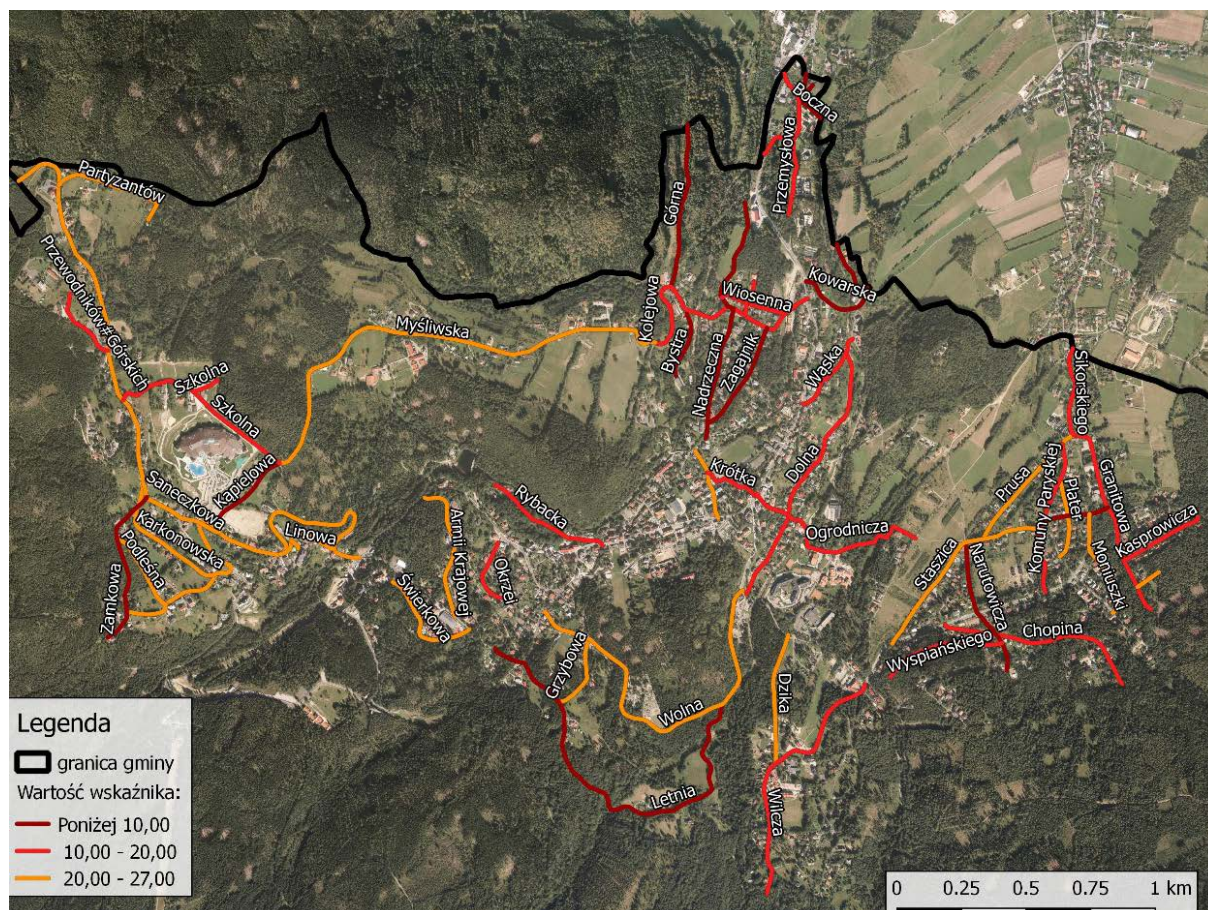 Boczna
Partyzantów
Przemysłowa
Górna
Kowarska
Wiosenna
Przewodników#Górskich
Kolejowa
Myśliwska
Bystra
Nadrzeczna
Zagajnik
Wąska
Sikorskiego
Szkolna
Szkolna
Kąpielowa
Krótka
Dolna
Prusa
Komuny Paryskiej
Plater
Granitowa
Saneczkowa
Rybacka
Ogrodnicza
Kasprowicza
Karkonowska
Linowa
Armii Krajowej
Podleśna
Okrzei
Staszica
Narutowicza
Moniuszki
Zamkowa
Świerkowa
Wyspiańskiego
Chopina
Grzybowa
Wolna
Dzika
Letnia
Wilcza
Legenda
granica gminy
Wartość wskaźnika:
Poniżej 10,00
10,00 - 20,00
20,00 - 27,00
0 0.25 0.5 0.75 1 km